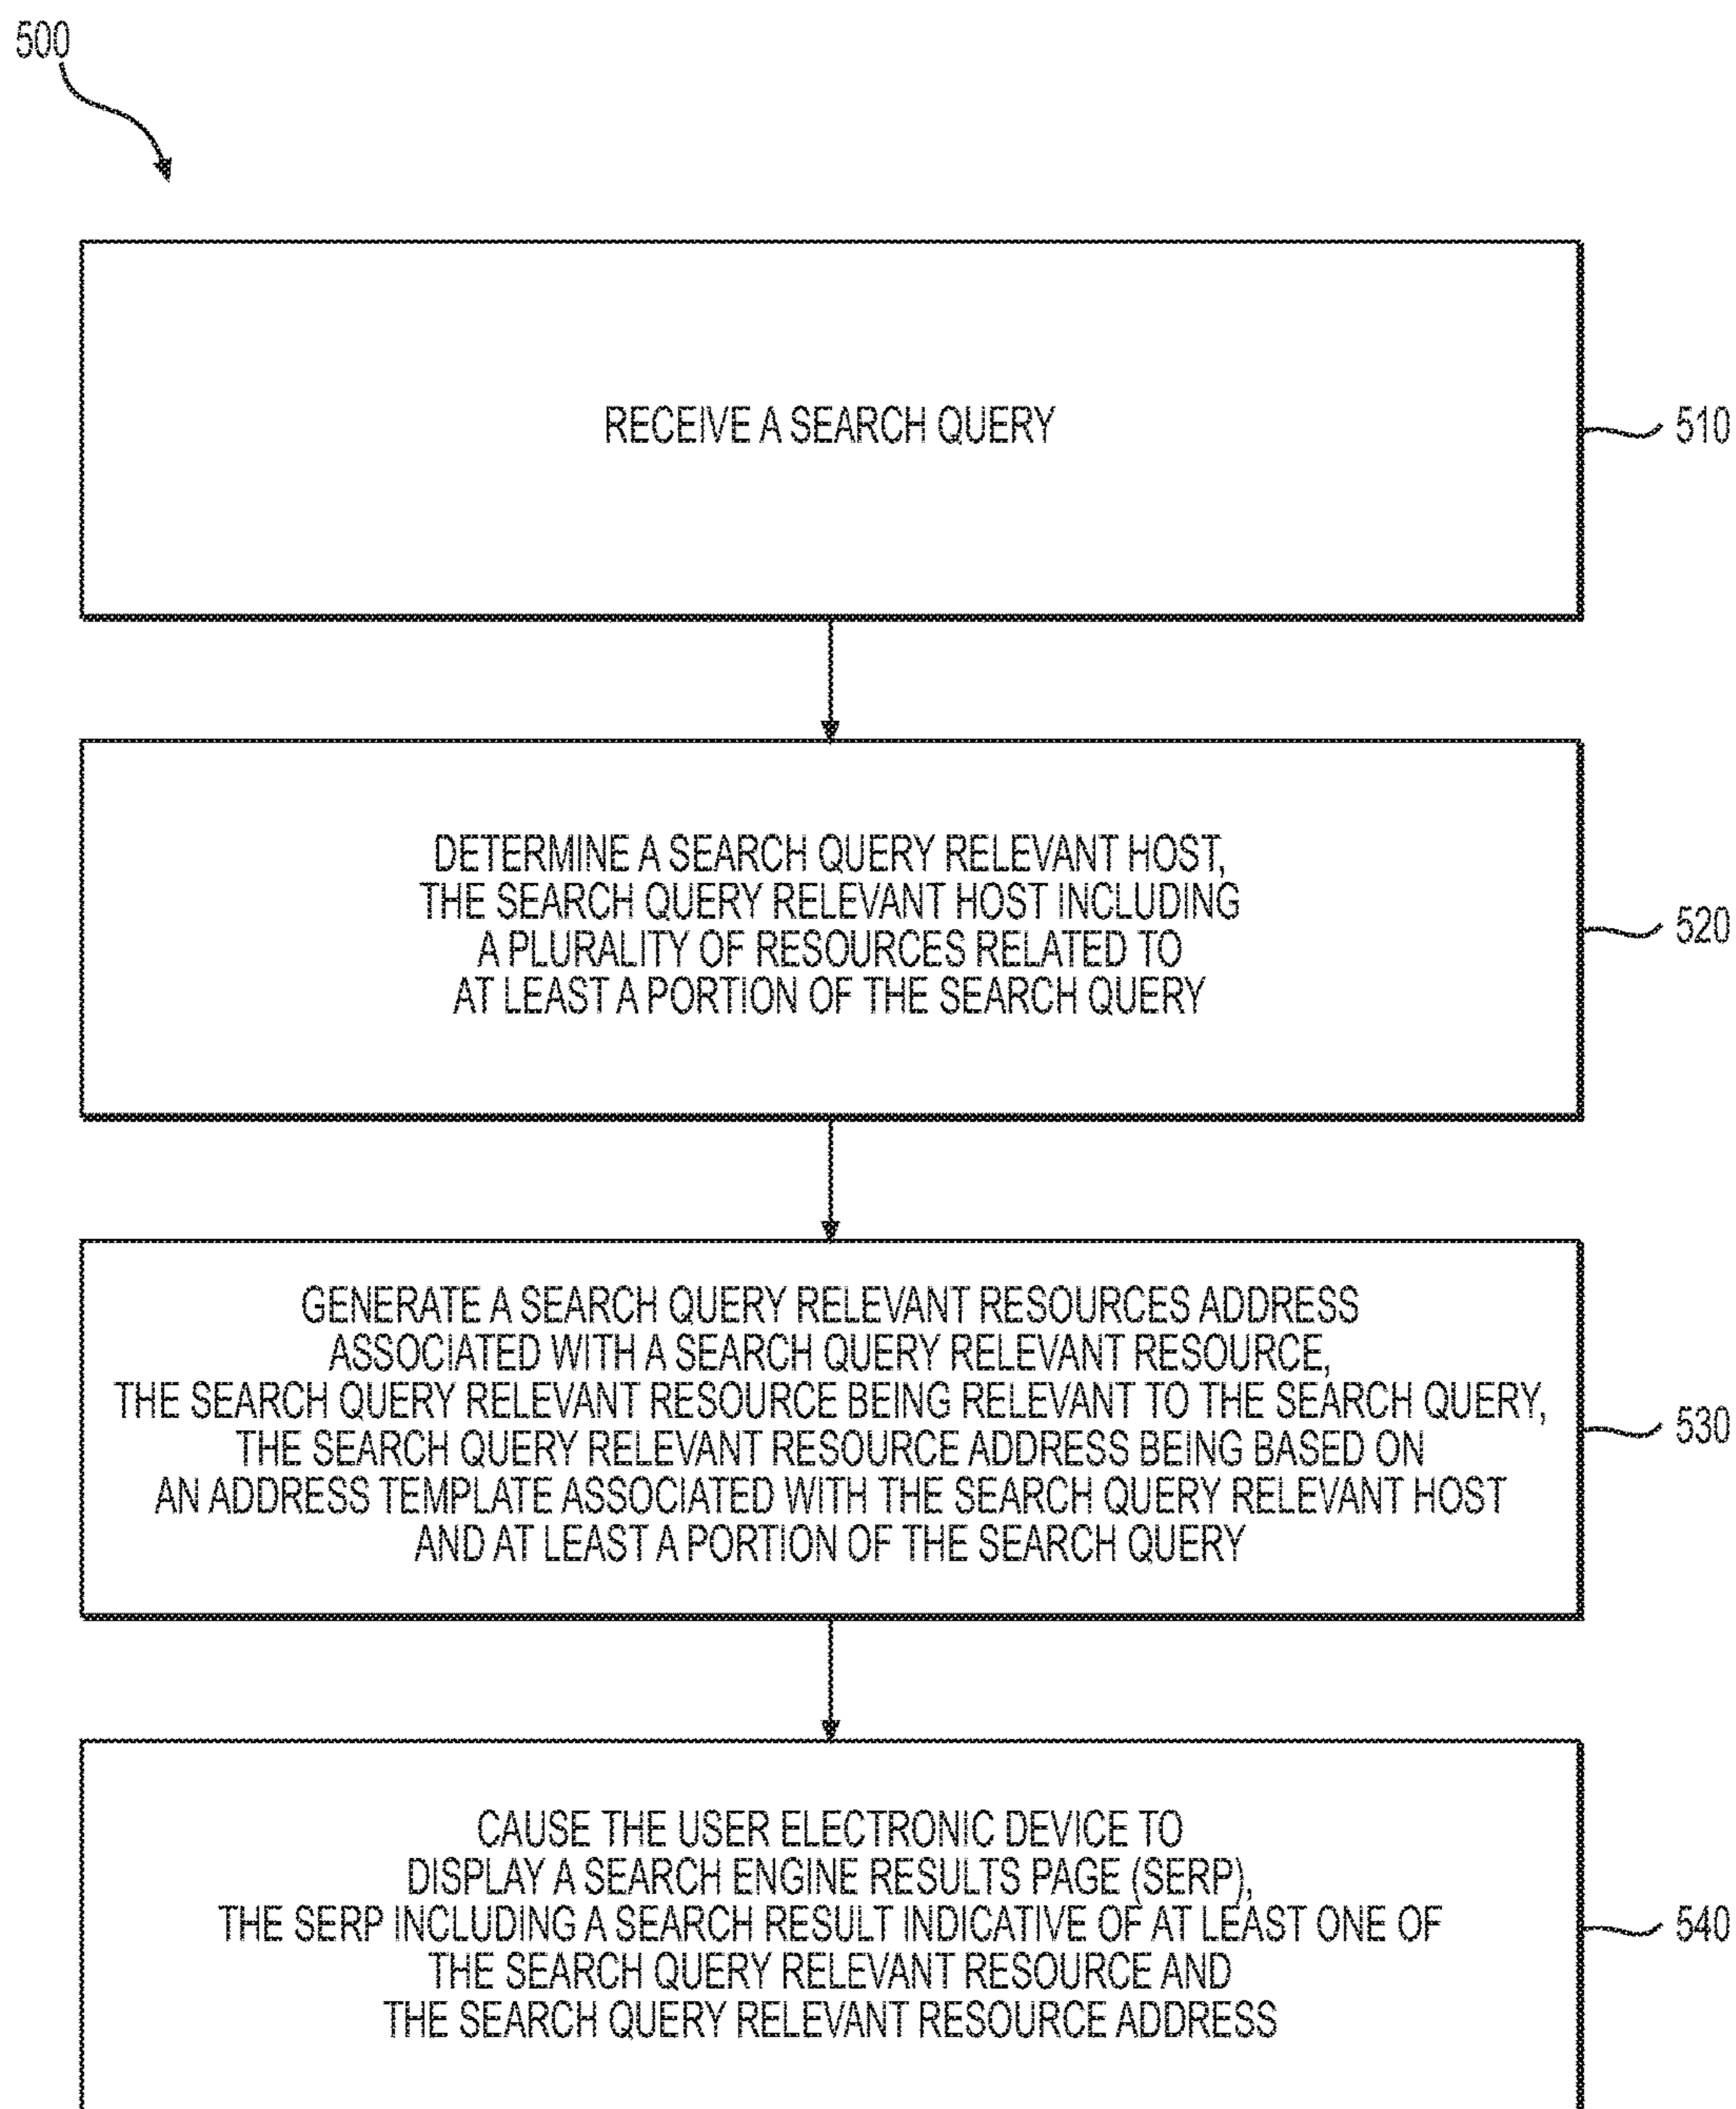 500
RECEIVE A SEARCH QUERY
510
DETERMINE A SEARCH QUERY RELEVANT HOST,
THE SEARCH QUERY RELEVANT HOST INCLUDING
A PLURALITY OF RESOURCES RELATED TO
AT LEAST A PORTION OF THE SEARCH QUERY
520
GENERATE A SEARCH QUERY RELEVANT RESOURCES ADDRESS
ASSOCIATED WITH A SEARCH QUERY RELEVANT RESOURCE,
THE SEARCH QUERY RELEVANT RESOURCE BEING RELEVANT TO THE SEARCH QUERY,
THE SEARCH QUERY RELEVANT RESOURCE ADDRESS BEING BASED ON
AN ADDRESS TEMPLATE ASSOCIATED WITH THE SEARCH QUERY RELEVANT HOST
AND AT LEAST A PORTION OF THE SEARCH QUERY
530
CAUSE THE USER ELECTRONIC DEVICE TO
DISPLAY A SEARCH ENGINE RESULTS PAGE (SERP),
THE SERP INCLUDING A SEARCH RESULT INDICATIVE OF AT LEAST ONE OF
THE SEARCH QUERY RELEVANT RESOURCE AND
THE SEARCH QUERY RELEVANT RESOURCE ADDRESS
540